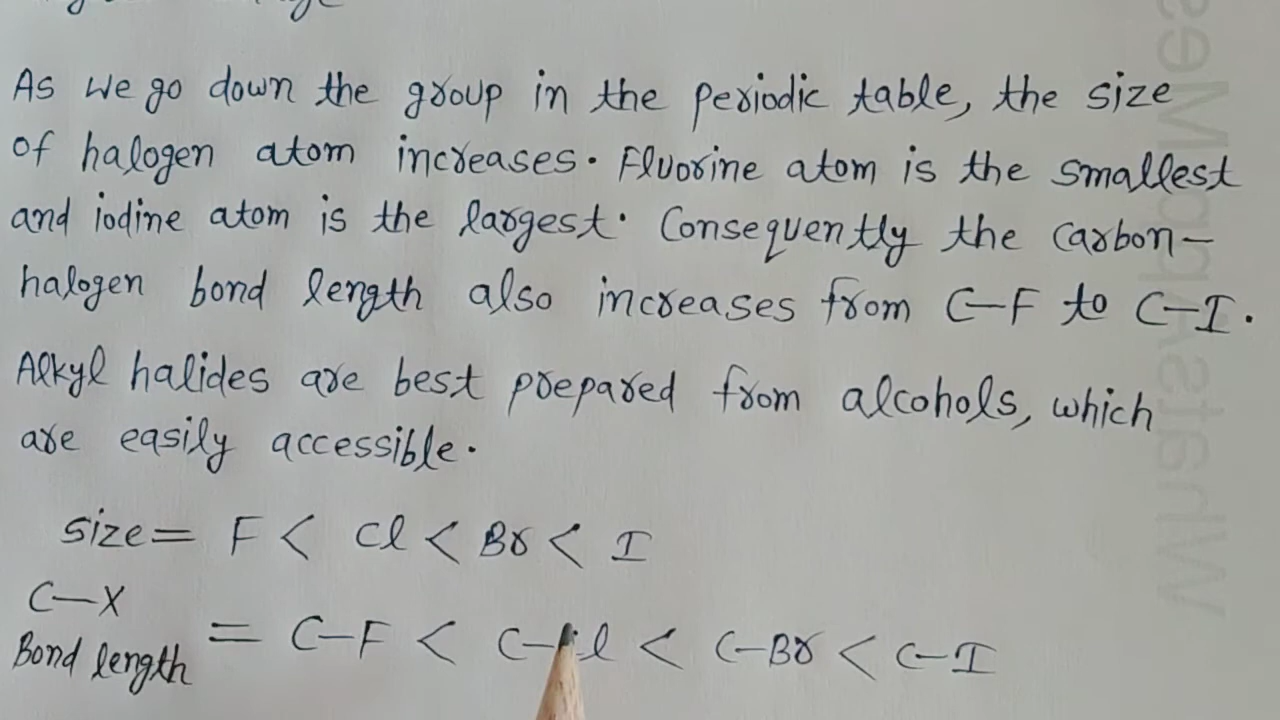 As we go down the group in the periodic table, the size
of halogen atom increases. Fluorine atom is the smallest
and iodine atom is the largest. Consequently the carbon-
halogen bond length also increases from C-F to C-I.
Alkyl halides are best prepared from alcohols, which
are easily accessible.
size = F < Cl < Br < I
C-X
Bond length = C-F < C-Cl < C-Br < C-I